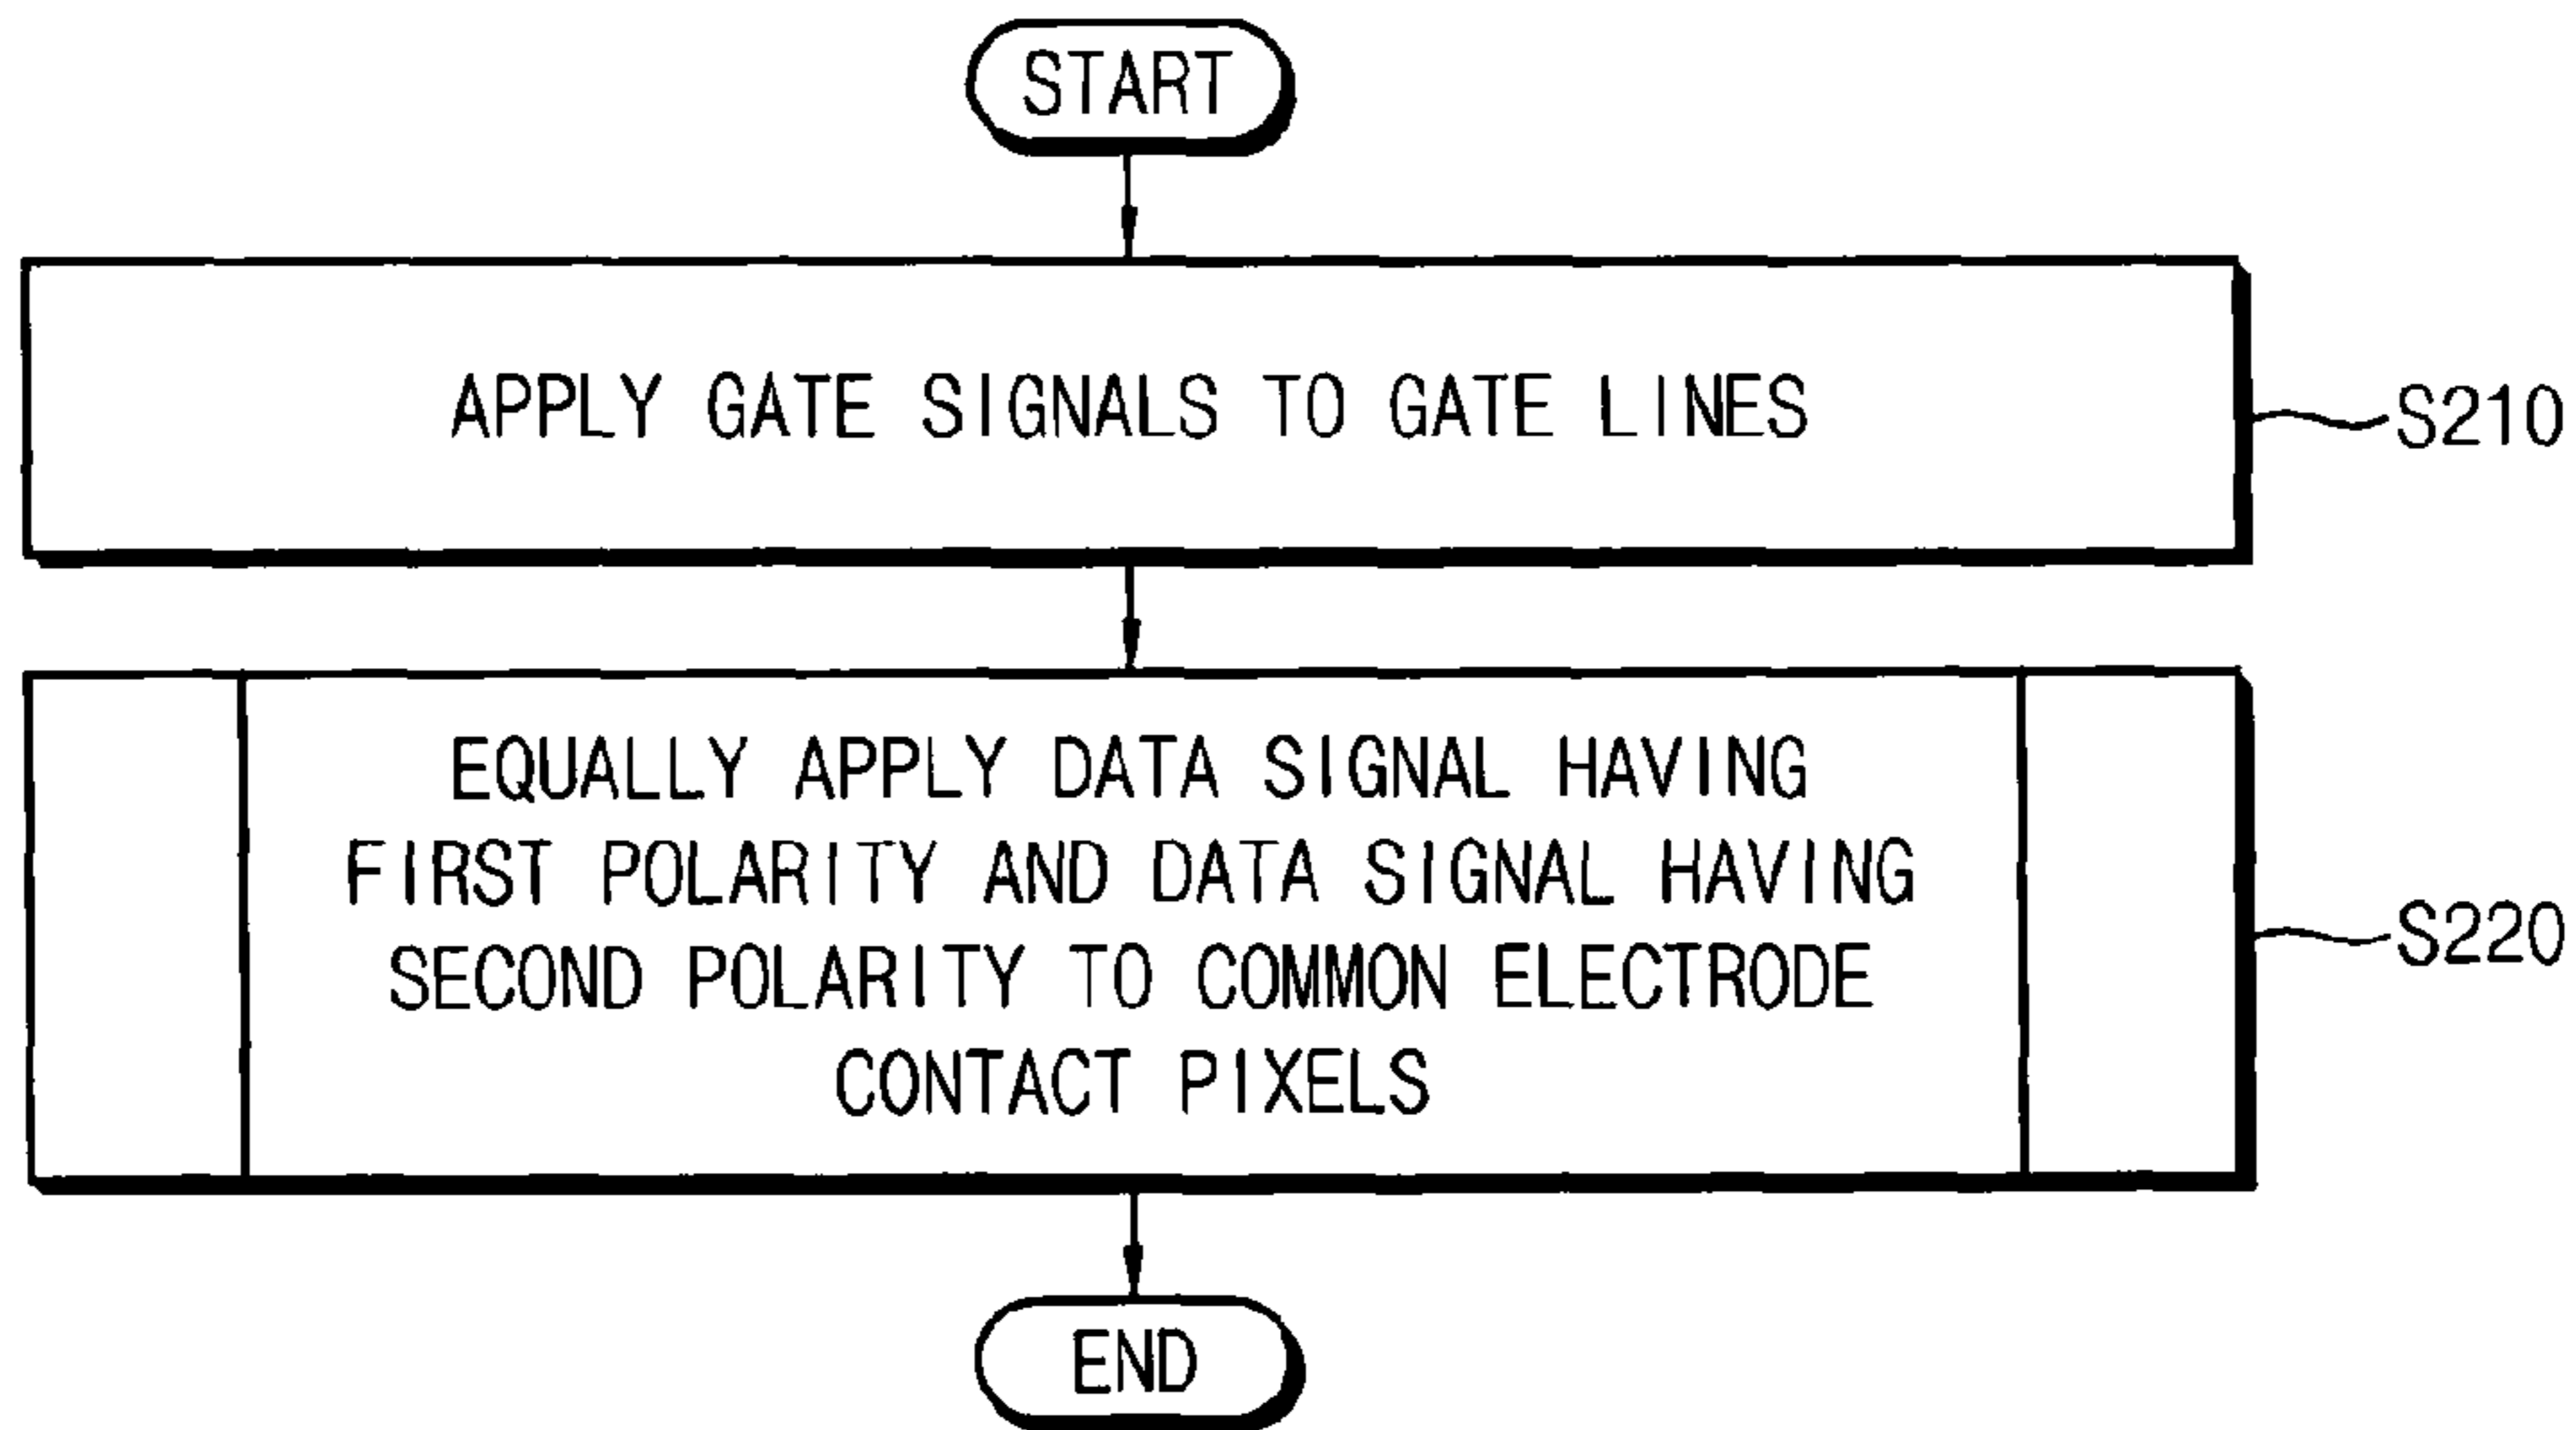 START
APPLY GATE SIGNALS TO GATE LINES
S210
EQUALLY APPLY DATA SIGNAL HAVING
FIRST POLARITY AND DATA SIGNAL HAVING
SECOND POLARITY TO COMMON ELECTRODE
CONTACT PIXELS
S220
END